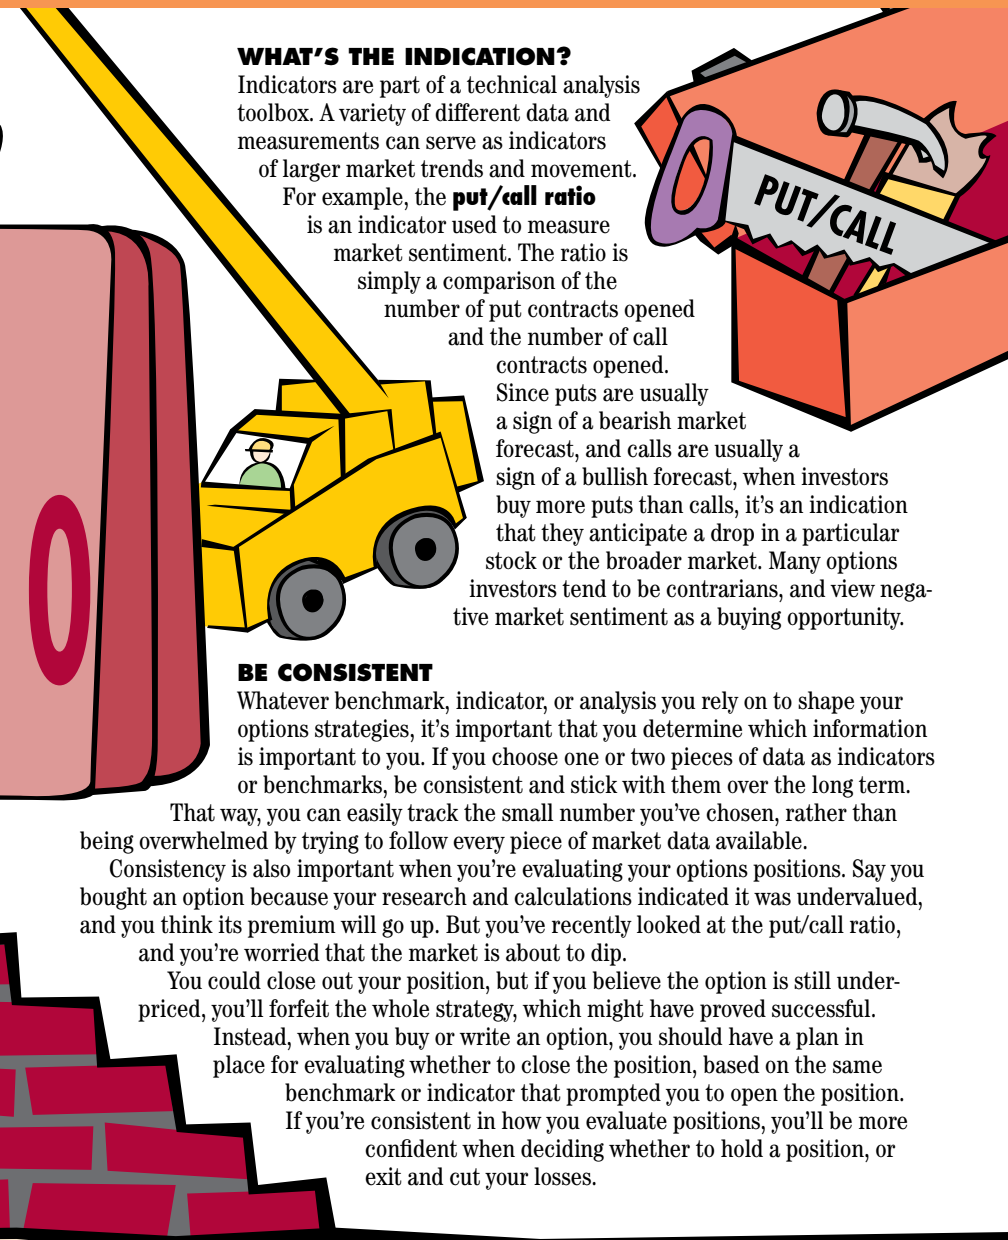 WHAT'S THE INDICATION?
Indicators are part of a technical analysis
toolbox. A variety of different data and
measurements can serve as indicators
of larger market trends and movement.
For example, the put/call ratio
is an indicator used to measure
market sentiment. The ratio is
simply a comparison of the
number of put contracts opened
and the number of call
contracts opened.
Since puts are usually
a sign of a bearish market
forecast, and calls are usually a
sign of a bullish forecast, when investors
buy more puts than calls, it's an indication
that they anticipate a drop in a particular
stock or the broader market. Many options
investors tend to be contrarians, and view nega-
tive market sentiment as a buying opportunity.
PUT/CALL
BE CONSISTENT
Whatever benchmark, indicator, or analysis you rely on to shape your
options strategies, it's important that you determine which information
is important to you. If you choose one or two pieces of data as indicators
or benchmarks, be consistent and stick with them over the long term.
That way, you can easily track the small number you've chosen, rather than
being overwhelmed by trying to follow every piece of market data available.
Consistency is also important when you're evaluating your options positions. Say you
bought an option because your research and calculations indicated it was undervalued,
and you think its premium will go up. But you've recently looked at the put/call ratio,
and you're worried that the market is about to dip.
You could close out your position, but if you believe the option is still under-
priced, you'll forfeit the whole strategy, which might have proved successful.
Instead, when you buy or write an option, you should have a plan in
place for evaluating whether to close the position, based on the same
benchmark or indicator that prompted you to open the position.
If you're consistent in how you evaluate positions, you'll be more
confident when deciding whether to hold a position, or
exit and cut your losses.